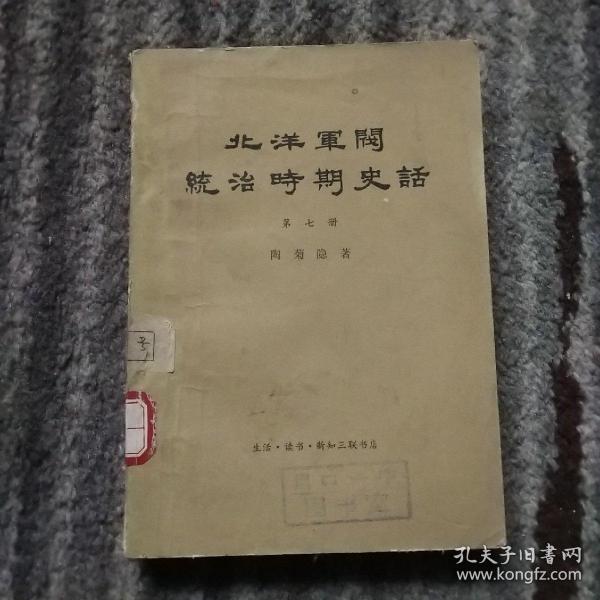 北洋軍閥
統治時期史話
第七册
陶菊隐著
号
生活·读书·新知三联书店
孔夫子旧书网
www.kongfz.com